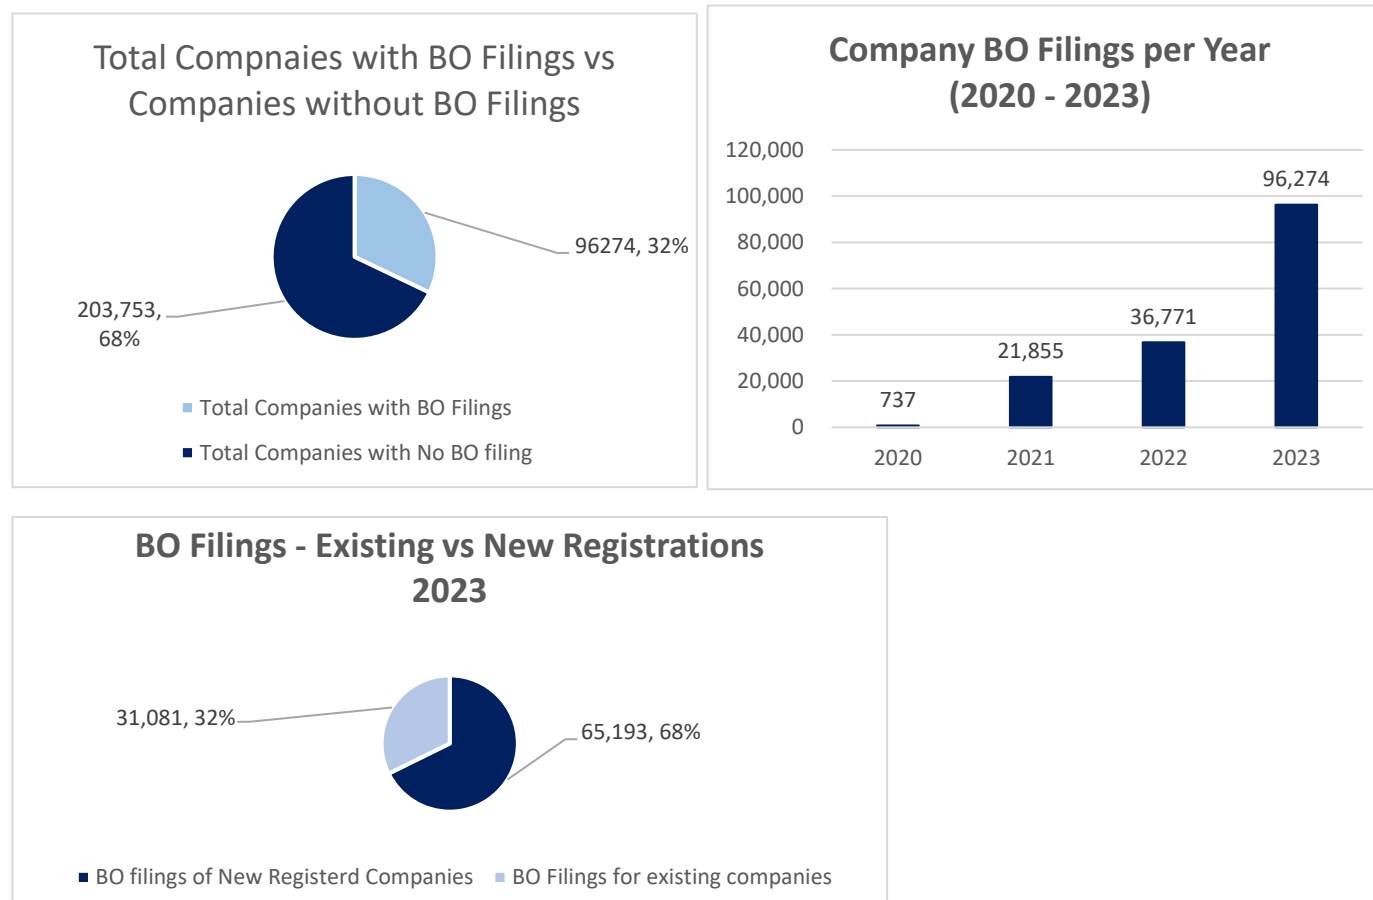 Total Compnaies with BO Filings vs
Companies without BO Filings
96274, 32%
203,753,
68%
Total Companies with BO Filings
Total Companies with No BO filing
Company BO Filings per Year
(2020 - 2023)
120,000
100,000
80,000
60,000
40,000
20,000
0
737
21,855
36,771
96,274
2020
2021
2022
2023
BO Filings - Existing vs New Registrations
2023
31,081, 32%
65,193, 68%
BO filings of New Registerd Companies
BO Filings for existing companies